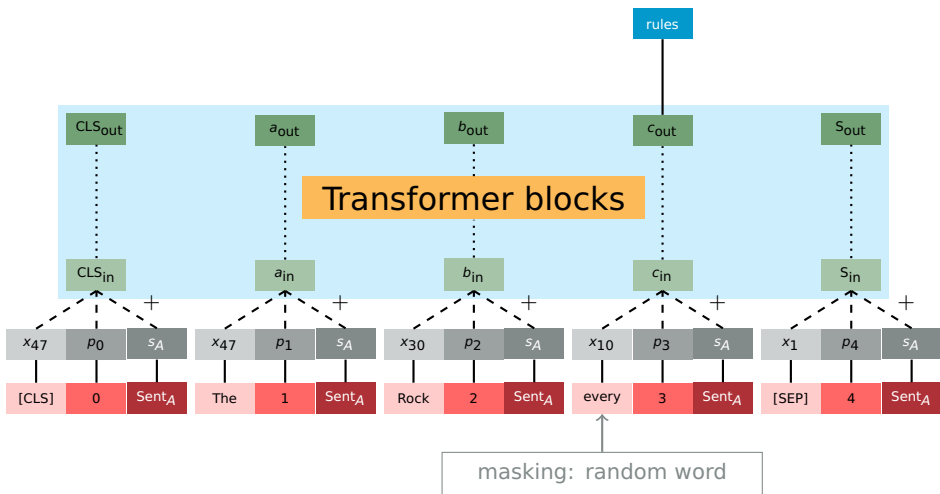 rules
CLSout aout bout cout Sout
Transformer blocks
CLSin ain bin cin Sin
+ + + + +
x47 p0 sA x47 p1 sA x30 p2 sA x10 p3 sA x1 p4 sA
[CLS] 0 SentA The 1 SentA Rock 2 SentA every 3 SentA [SEP] 4 SentA
masking: random word